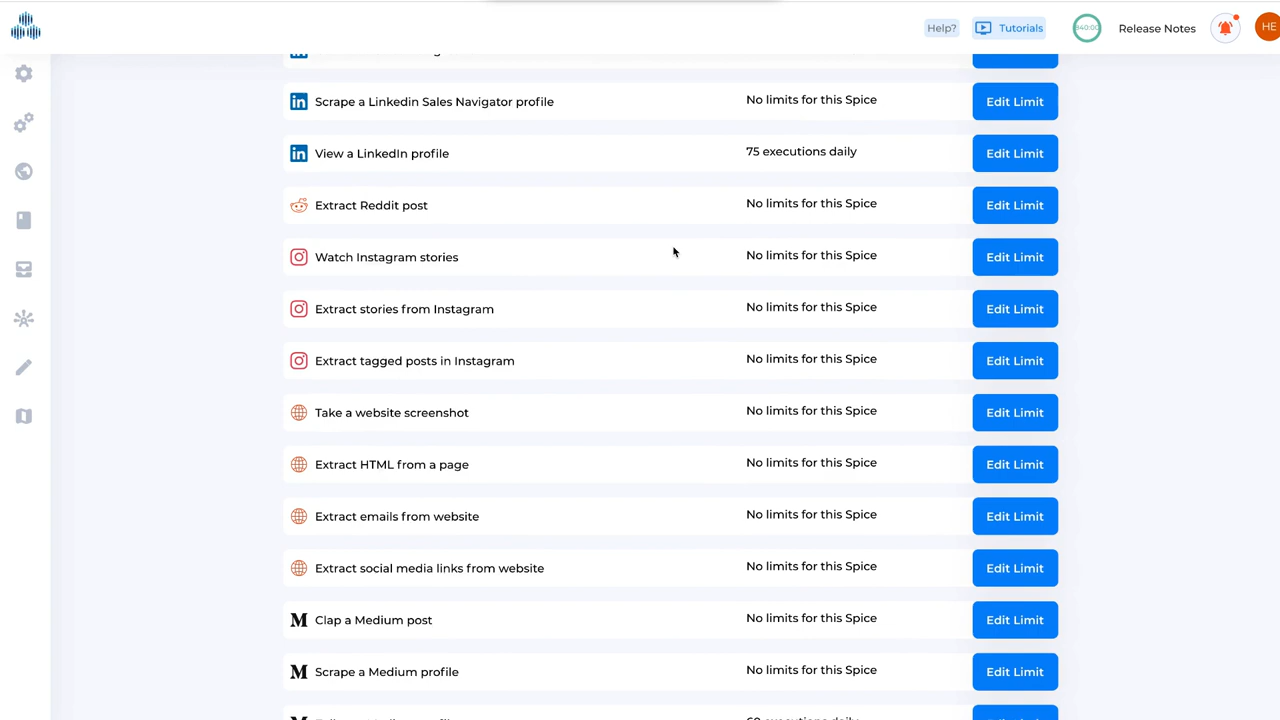 Help?
Tutorials
Release Notes
HE
Scrape a Linkedin Sales Navigator profile No limits for this Spice Edit Limit
View a LinkedIn profile 75 executions daily Edit Limit
Extract Reddit post No limits for this Spice Edit Limit
Watch Instagram stories No limits for this Spice Edit Limit
Extract stories from Instagram No limits for this Spice Edit Limit
Extract tagged posts in Instagram No limits for this Spice Edit Limit
Take a website screenshot No limits for this Spice Edit Limit
Extract HTML from a page No limits for this Spice Edit Limit
Extract emails from website No limits for this Spice Edit Limit
Extract social media links from website No limits for this Spice Edit Limit
Clap a Medium post No limits for this Spice Edit Limit
Scrape a Medium profile No limits for this Spice Edit Limit